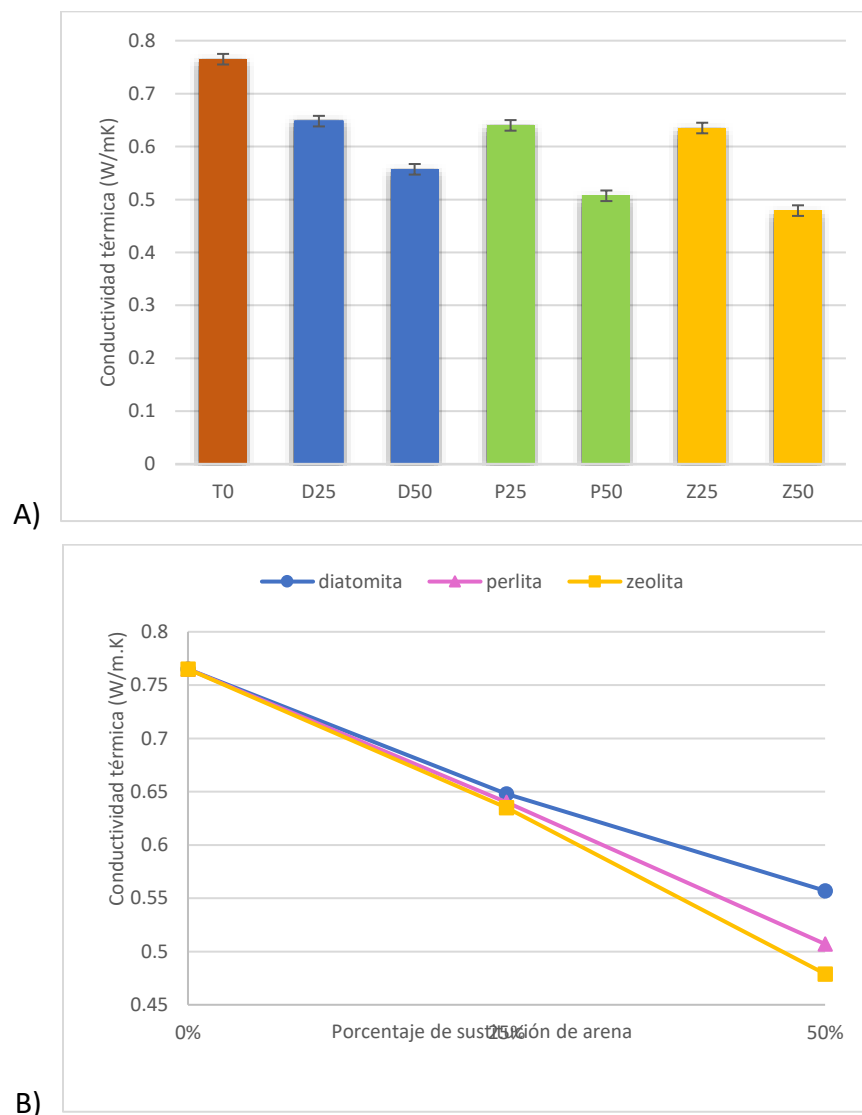 0.8
0.7
0.6
0.5
0.4
0.3
0.2
0.1
0
Conductividad térmica (W/mK)
T0 D25 D50 P25 P50 Z25 Z50
A)
diatomita perlita zeolita
0.8
0.75
0.7
0.65
0.6
0.55
0.5
0.45
Conductividad térmica (W/m.K)
0% 25% 50%
Porcentaje de sustitución de arena
B)